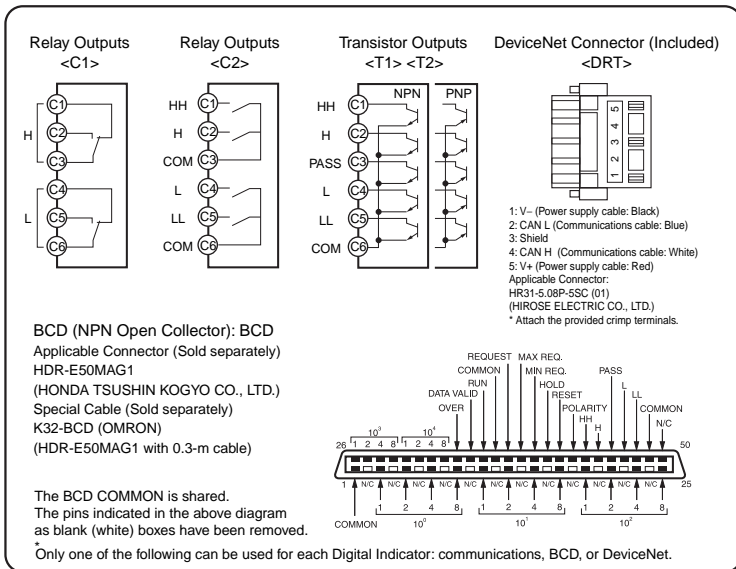 Relay Outputs
<C1>
C1
C2
C3
C4
C5
C6
H
L
Relay Outputs
<C2>
HH C1
H C2
COM C3
L C4
LL C5
COM C6
Transistor Outputs
<T1> <T2>
NPN PNP
HH C1
H C2
PASS C3
L C4
LL C5
COM C6
DeviceNet Connector (Included)
<DRT>
5
4
3
2
1
1: V– (Power supply cable: Black)
2: CAN L (Communications cable: Blue)
3: Shield
4: CAN H (Communications cable: White)
5: V+ (Power supply cable: Red)
Applicable Connector:
HR31-5.08P-5SC (01)
(HIROSE ELECTRIC CO., LTD.)
* Attach the provided crimp terminals.
BCD (NPN Open Collector): BCD
Applicable Connector (Sold separately)
HDR-E50MAG1
(HONDA TSUSHIN KOGYO CO., LTD.)
Special Cable (Sold separately)
K32-BCD (OMRON)
(HDR-E50MAG1 with 0.3-m cable)
The BCD COMMON is shared.
The pins indicated in the above diagram
as blank (white) boxes have been removed.
REQUEST MAX REQ. PASS
COMMON MIN REQ. L
RUN HOLD LL
DATA VALID RESET COMMON
OVER POLARITY N/C
HH
H
10³ 10⁴
26 1 2 4 8 1 2 4 8 50
1 N/C N/C N/C N/C N/C N/C N/C N/C N/C N/C N/C N/C 25
COMMON 1 2 4 8 1 2 4 8 1 2 4 8
10⁰ 10¹ 10²
*Only one of the following can be used for each Digital Indicator: communications, BCD, or DeviceNet.